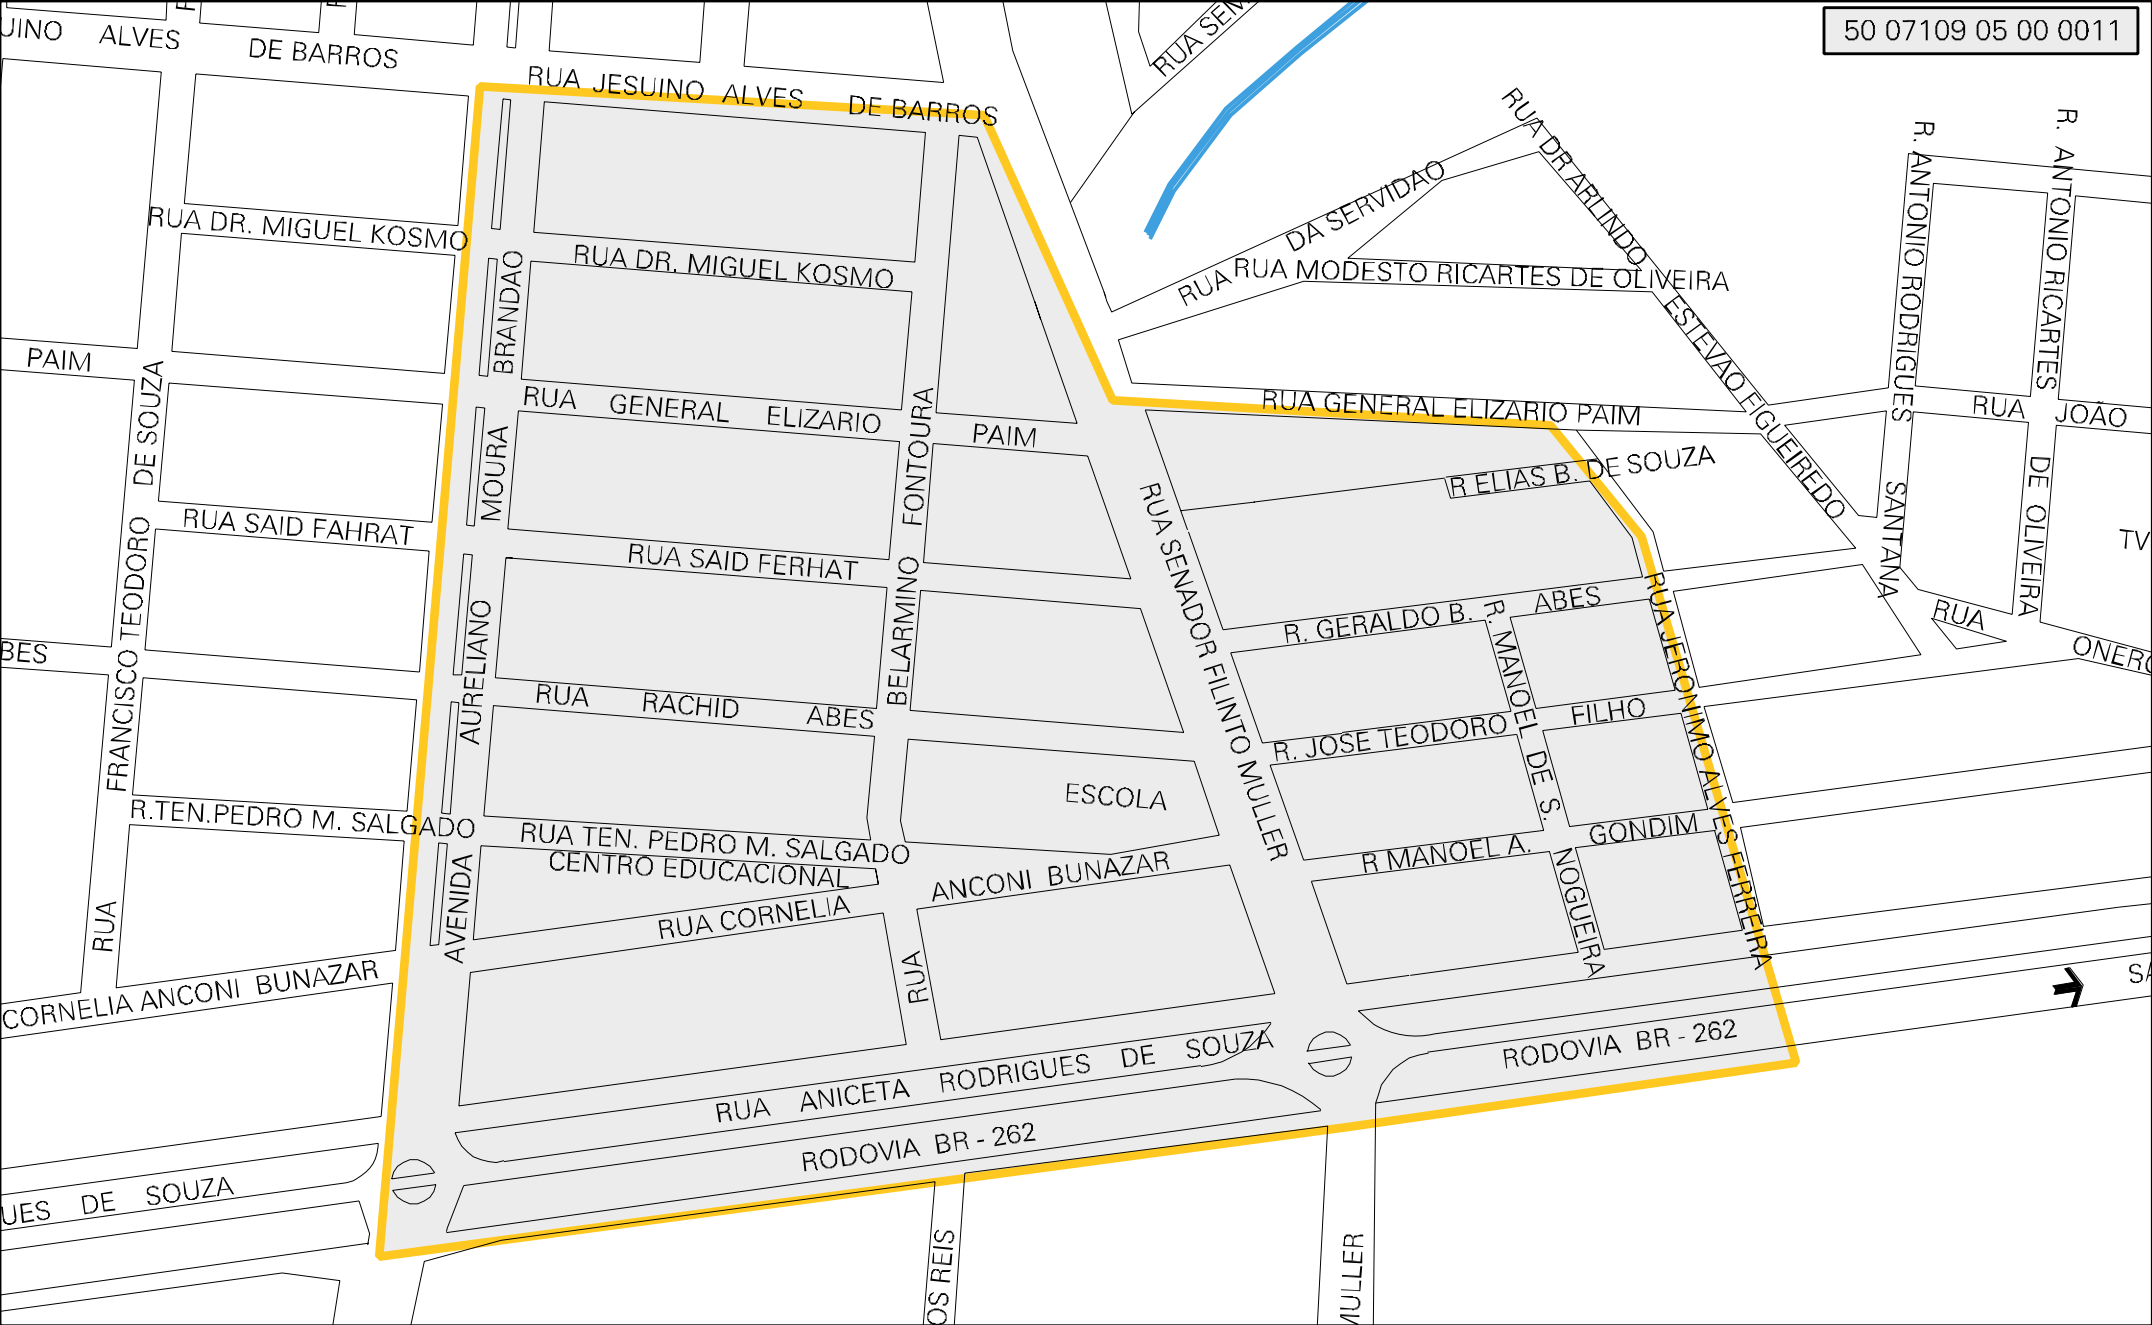 50 07109 05 00 0011
UINO ALVES DE BARROS
RUA JESUINO ALVES DE BARROS
RUA SEM
RUA DR. MIGUEL KOSMO
RUA DR. MIGUEL KOSMO
RUA DA SERVIDAO
RUA MODESTO RICARTES DE OLIVEIRA
RUA DR ARLINDO ESTEVAO FIGUEIREDO
R. ANTONIO RODRIGUES SANTANA
R. ANTONIO RICARTES DE OLIVEIRA
PAIM
RUA GENERAL ELIZARIO PAIM
RUA GENERAL ELIZARIO PAIM
RUA JOÃO
R ELIAS B. DE SOUZA
RUA SAID FAHRAT
RUA SAID FERHAT
TV
RUA FRANCISCO TEODORO DE SOUZA
AVENIDA AURELIANO MOURA BRANDAO
RUA BELARMINO FONTOURA
RUA SENADOR FILINTO MULLER
R. GERALDO B. ABES
R. MANOEL DE S. NOGUEIRA
RUA JERONIMO ALVES FERREIRA
RUA
ONERO
BES
RUA RACHID ABES
R. JOSE TEODORO FILHO
ESCOLA
R.TEN.PEDRO M. SALGADO
RUA TEN. PEDRO M. SALGADO
CENTRO EDUCACIONAL
R MANOEL A. GONDIM
RUA CORNELIA ANCONI BUNAZAR
CORNELIA ANCONI BUNAZAR
SA
RUA ANICETA RODRIGUES DE SOUZA
RODOVIA BR - 262
RODOVIA BR - 262
UES DE SOUZA
OS REIS
MULLER